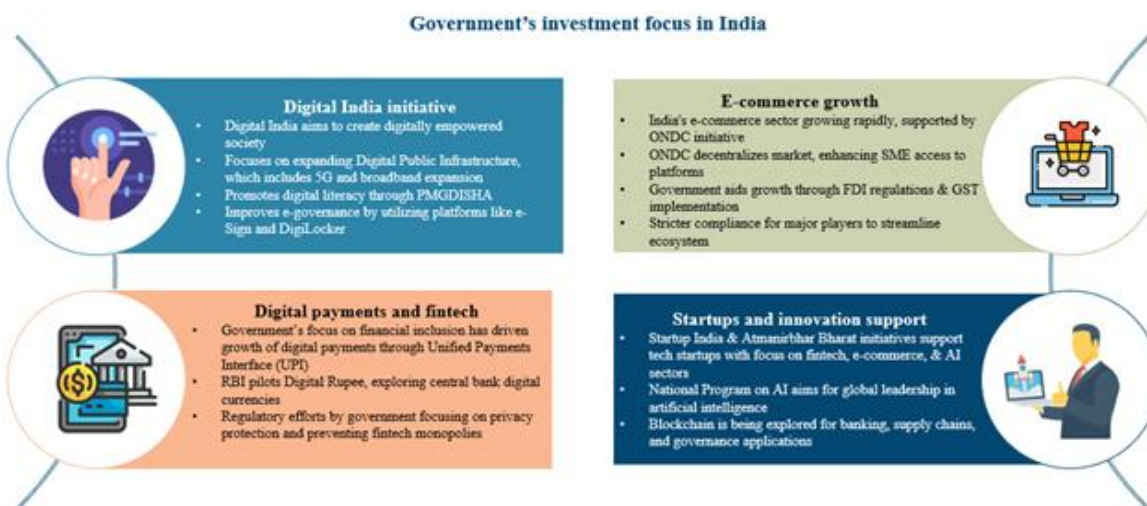 Government’s investment focus in India
Digital India initiative
• Digital India aims to create digitally empowered
society
• Focuses on expanding Digital Public Infrastructure,
which includes 5G and broadband expansion
• Promotes digital literacy through PMGDISHA
• Improves e-governance by utilizing platforms like e-
Sign and DigiLocker
E-commerce growth
• India's e-commerce sector growing rapidly, supported by
ONDC initiative
• ONDC decentralizes market, enhancing SME access to
platforms
• Government aids growth through FDI regulations & GST
implementation
• Stricter compliance for major players to streamline
ecosystem
Digital payments and fintech
• Government’s focus on financial inclusion has driven
growth of digital payments through Unified Payments
Interface (UPI)
• RBI pilots Digital Rupee, exploring central bank digital
currencies
• Regulatory efforts by government focusing on privacy
protection and preventing fintech monopolies
Startups and innovation support
• Startup India & Atmanirbhar Bharat initiatives support
tech startups with focus on fintech, e-commerce, & AI
sectors
• National Program on AI aims for global leadership in
artificial intelligence
• Blockchain is being explored for banking, supply chains,
and governance applications